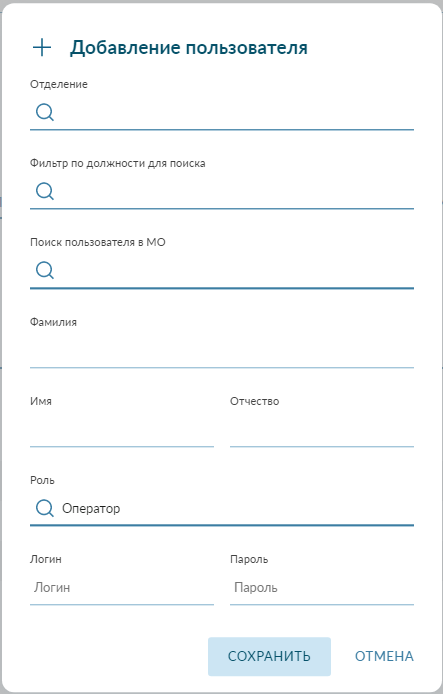 Добавление пользователя
Отделение
Фильтр по должности для поиска
Поиск пользователя в МО
Фамилия
Имя Отчество
Роль
Оператор
Логин Пароль
Логин Пароль
СОХРАНИТЬ ОТМЕНА